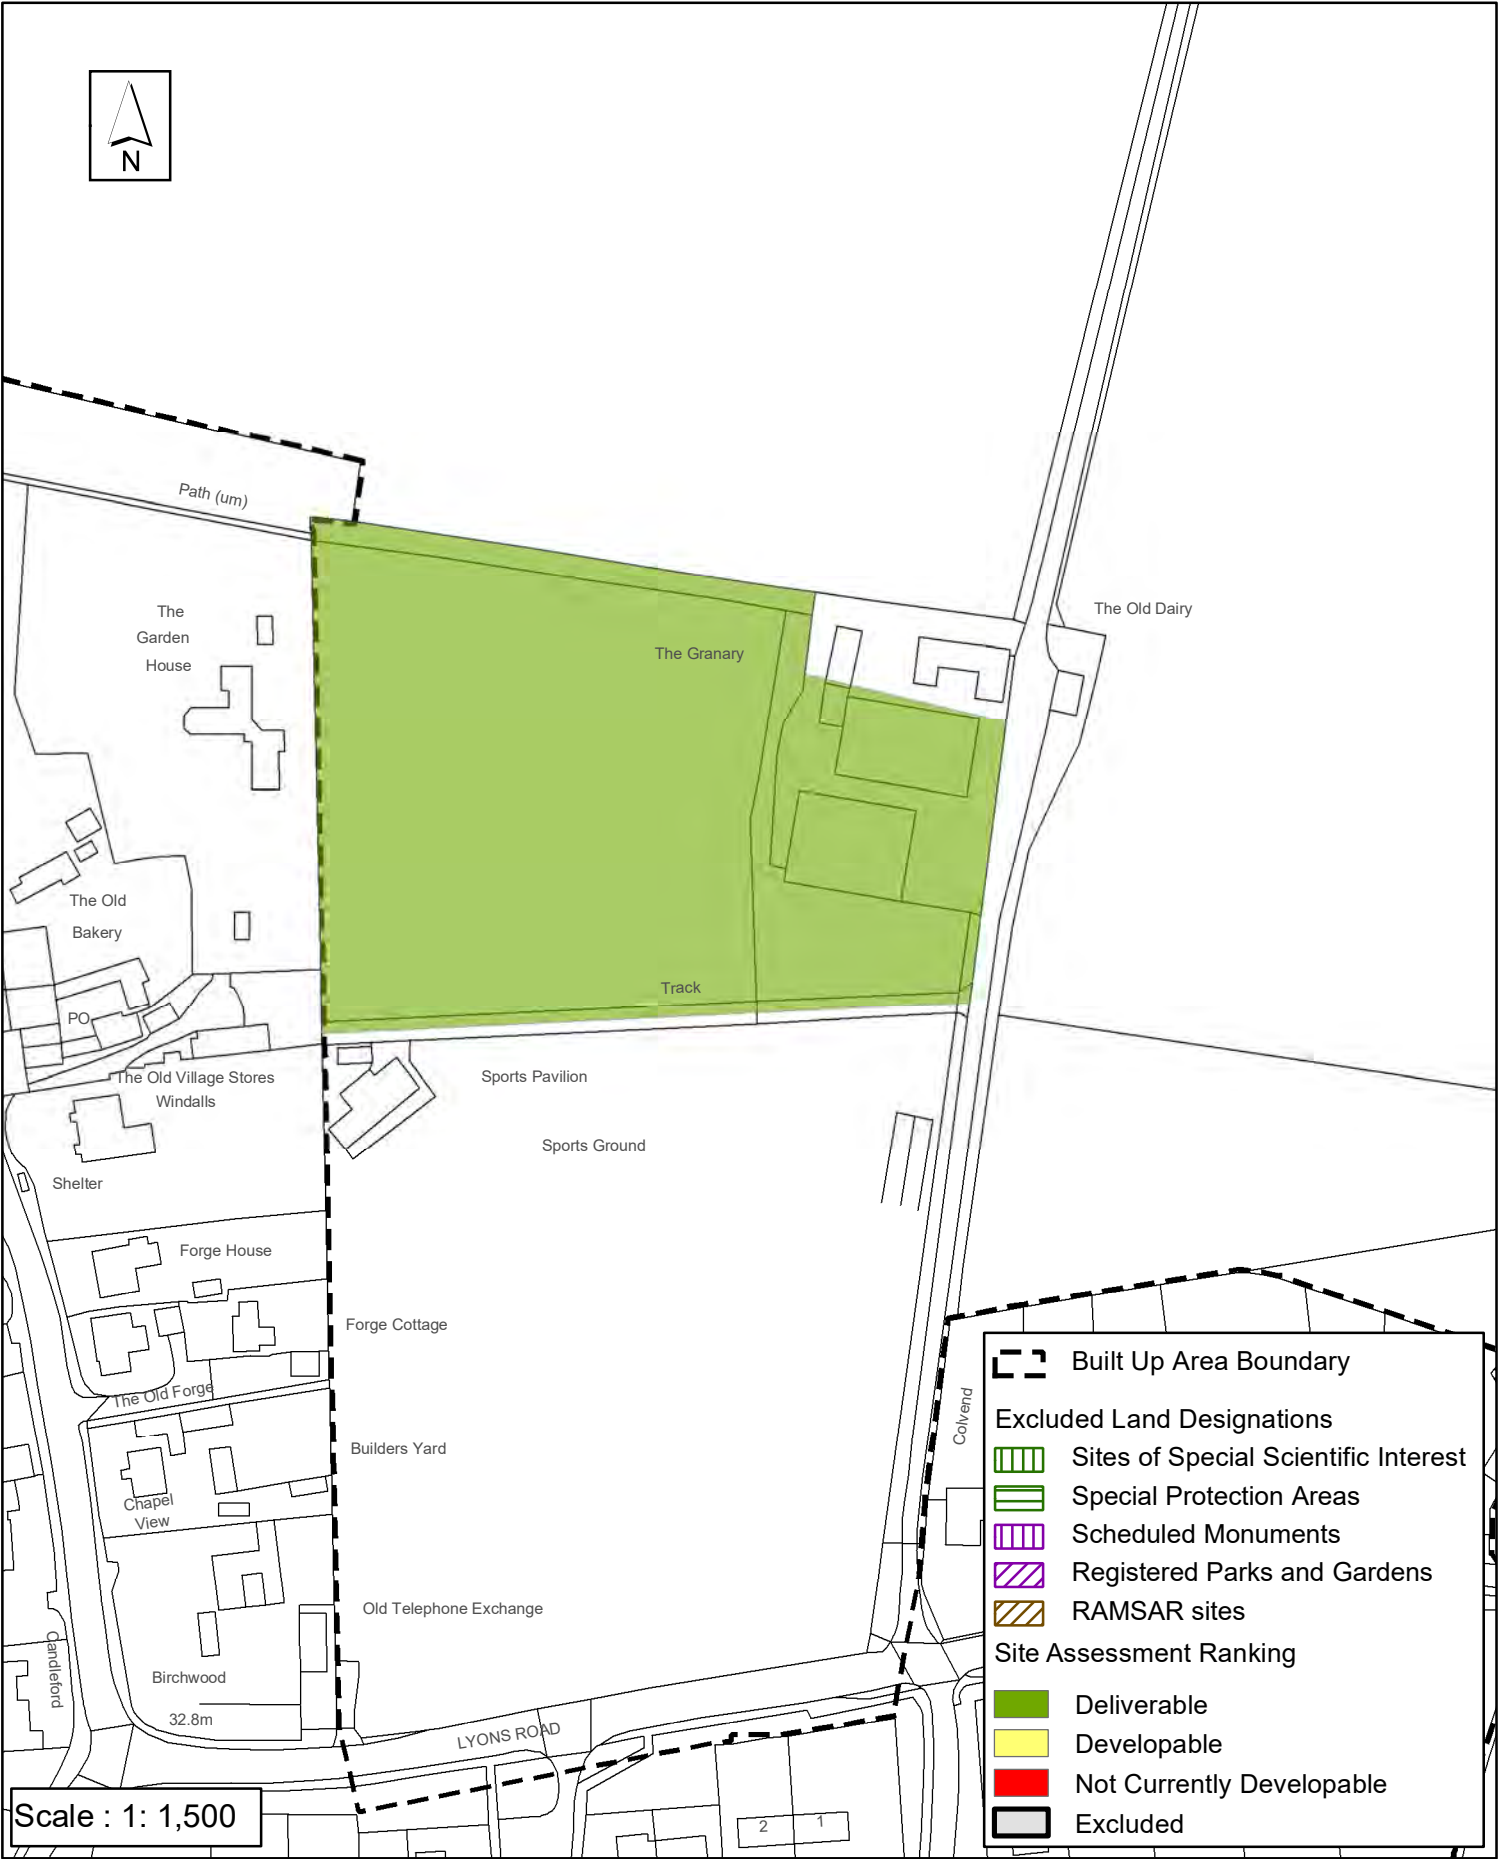 N
Path (um)
The
Garden
House
The Old Dairy
The Granary
The Old
Bakery
PO
Track
The Old Village Stores
Windalls
Sports Pavilion
Sports Ground
Shelter
Forge House
Forge Cottage
The Old Forge
Builders Yard
Chapel
View
Colvend
Old Telephone Exchange
Candleford
Birchwood
32.8m
LYONS ROAD
2
1
Scale : 1: 1,500
Built Up Area Boundary
Excluded Land Designations
Sites of Special Scientific Interest
Special Protection Areas
Scheduled Monuments
Registered Parks and Gardens
RAMSAR sites
Site Assessment Ranking
Deliverable
Developable
Not Currently Developable
Excluded